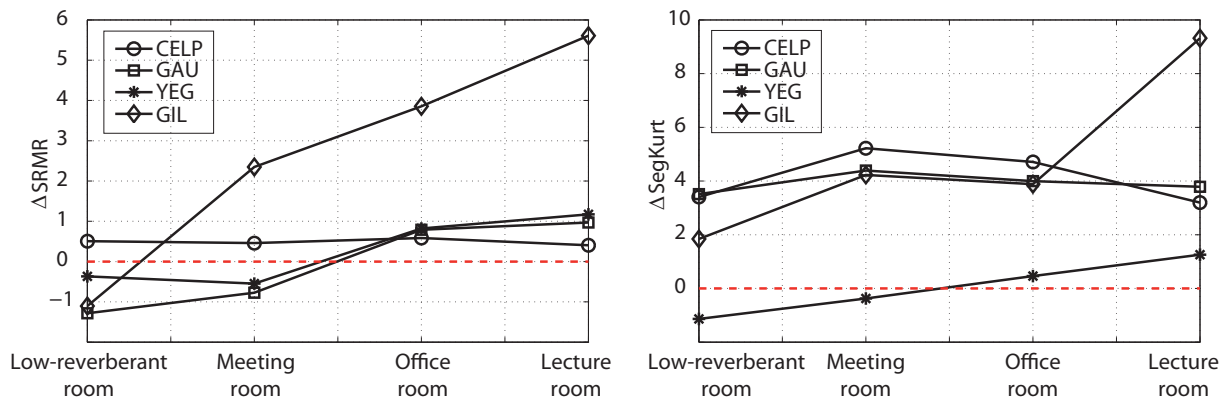 6
5
4
3
2
1
0
−1
ΔSRMR
CELP
GAU
YEG
GIL
Low-reverberant
room
Meeting
room
Office
room
Lecture
room
10
8
6
4
2
0
ΔSegKurt
CELP
GAU
YEG
GIL
Low-reverberant
room
Meeting
room
Office
room
Lecture
room